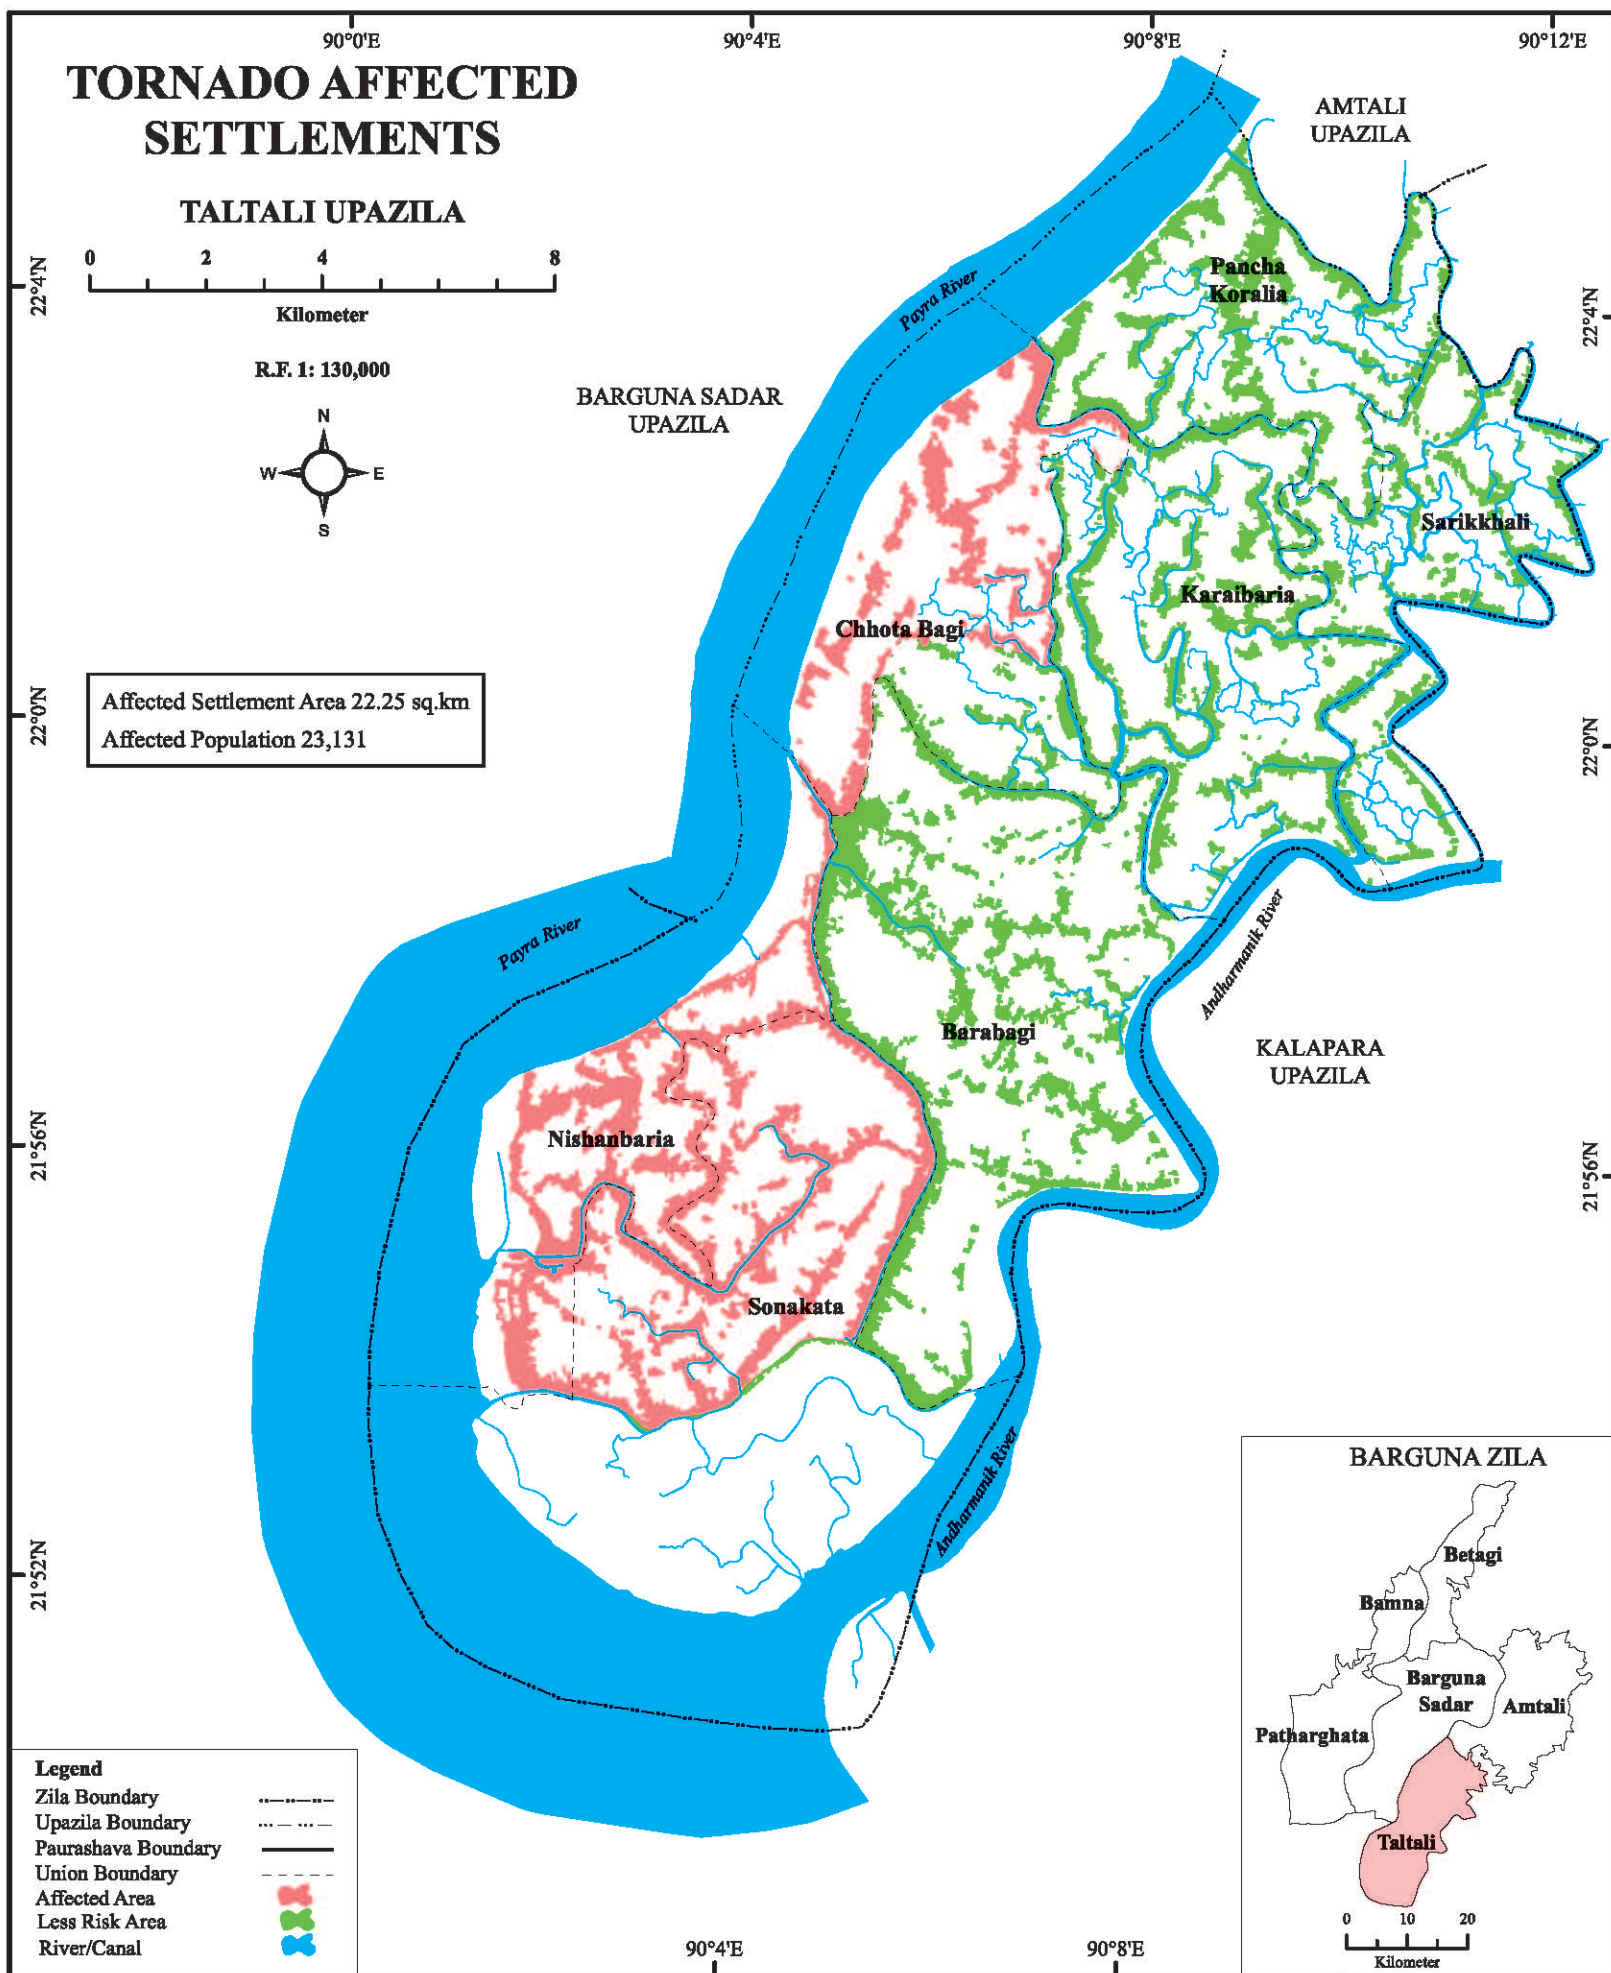 90°0'E
90°4'E
90°8'E
90°12'E
TORNADO AFFECTED
SETTLEMENTS
TALTALI UPAZILA
0 2 4 8
Kilometer
R.F. 1: 130,000
N
W E
S
22°4'N
22°4'N
AMTALI
UPAZILA
BARGUNA SADAR
UPAZILA
Payra River
Pancha
Koralia
Sarikkhali
Karaibaria
Chhota Bagi
Affected Settlement Area 22.25 sq.km
Affected Population 23,131
22°0'N
22°0'N
Payra River
Andharmanik River
Barabagi
KALAPARA
UPAZILA
Nishanbaria
21°56'N
21°56'N
Sonakata
Andharmanik River
21°52'N
BARGUNA ZILA
Betagi
Bamna
Barguna
Sadar
Amtali
Patharghata
Taltali
0 10 20
Kilometer
Legend
Zila Boundary
Upazila Boundary
Paurashava Boundary
Union Boundary
Affected Area
Less Risk Area
River/Canal
90°4'E
90°8'E